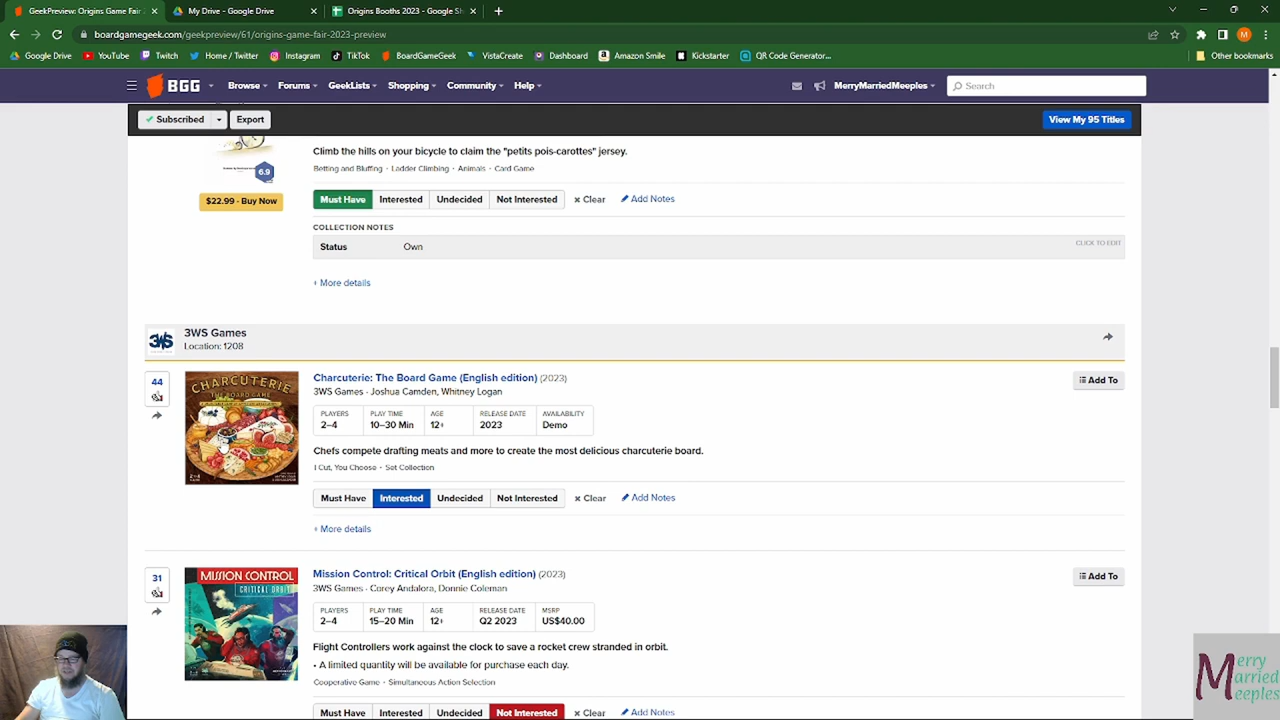 GeekPreview: Origins Game Fair
My Drive - Google Drive
Origins Booths 2023 - Google Sh
boardgamegeek.com/geekpreview/61/origins-game-fair-2023-preview
M
Google Drive
YouTube
Twitch
Home / Twitter
Instagram
TikTok
BoardGameGeek
VistaCreate
Dashboard
Amazon Smile
Kickstarter
QR Code Generator...
Other bookmarks
BGG
Browse
Forums
GeekLists
Shopping
Community
Help
MerryMarriedMeeples
Search
Subscribed
Export
View My 95 Titles
6.9
$22.99 - Buy Now
Climb the hills on your bicycle to claim the "petits pois-carottes" jersey.
Betting and Bluffing • Ladder Climbing • Animals • Card Game
Must Have Interested Undecided Not Interested × Clear Add Notes
COLLECTION NOTES
Status Own CLICK TO EDIT
+ More details
3WS
3WS Games
Location: 1208
44
CHARCUTERIE
THE BOARD GAME
Charcuterie: The Board Game (English edition) (2023)
Add To
3WS Games - Joshua Camden, Whitney Logan
PLAYERS PLAY TIME AGE RELEASE DATE AVAILABILITY
2–4 10–30 Min 12+ 2023 Demo
Chefs compete drafting meats and more to create the most delicious charcuterie board.
I Cut, You Choose • Set Collection
Must Have Interested Undecided Not Interested × Clear Add Notes
+ More details
31
MISSION CONTROL
CRITICAL ORBIT
Mission Control: Critical Orbit (English edition) (2023)
Add To
3WS Games - Corey Andalora, Donnie Coleman
PLAYERS PLAY TIME AGE RELEASE DATE MSRP
2–4 15–20 Min 12+ Q2 2023 US$40.00
Flight Controllers work against the clock to save a rocket crew stranded in orbit.
• A limited quantity will be available for purchase each day.
Cooperative Game • Simultaneous Action Selection
Must Have Interested Undecided Not Interested × Clear Add Notes
Merry
Married
Meeples